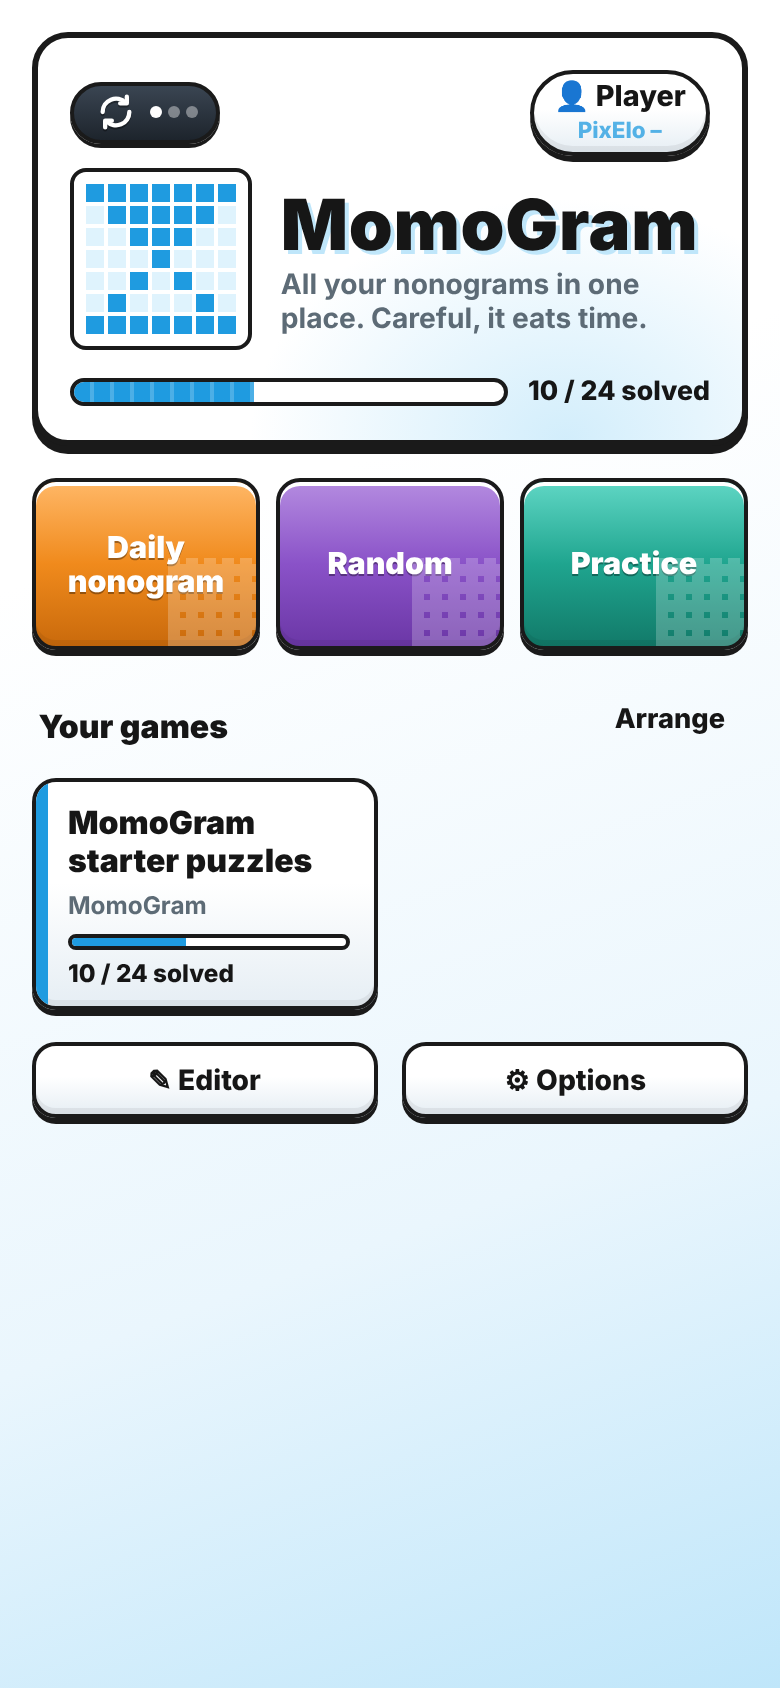 👤 Player
PixElo –
MomoGram
All your nonograms in one
place. Careful, it eats time.
10 / 24 solved
Daily
nonogram
Random
Practice
Your games
Arrange
MomoGram
starter puzzles
MomoGram
10 / 24 solved
✎ Editor
⚙ Options